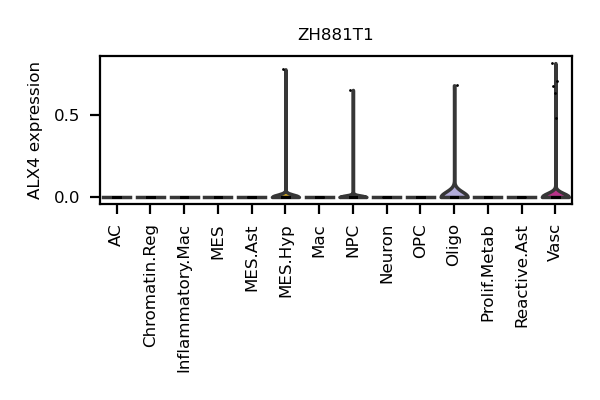 ZH881T1
ALX4 expression
0.5
0.0
AC
Chromatin.Reg
Inflammatory.Mac
MES
MES.Ast
MES.Hyp
Mac
NPC
Neuron
OPC
Oligo
Prolif.Metab
Reactive.Ast
Vasc